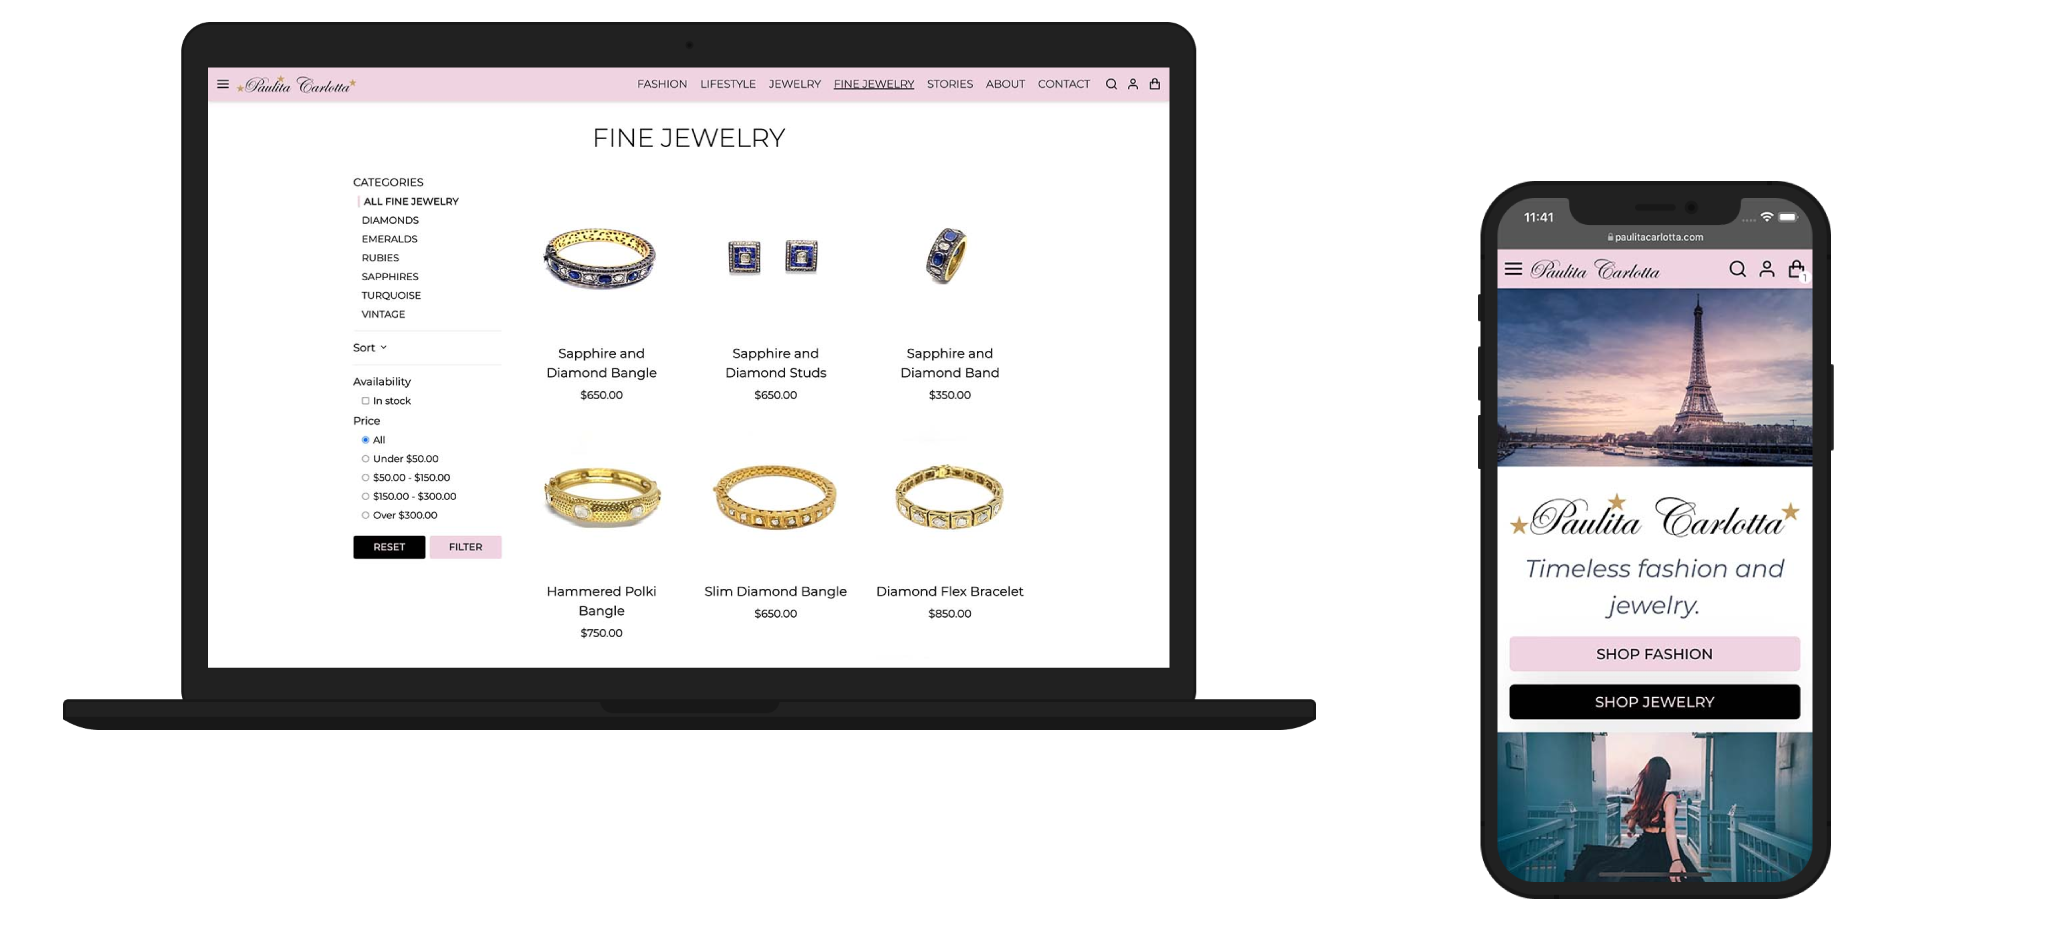 Paulita Carlotta
FASHION LIFESTYLE JEWELRY FINE JEWELRY STORIES ABOUT CONTACT
FINE JEWELRY
CATEGORIES
ALL FINE JEWELRY
DIAMONDS
EMERALDS
RUBIES
SAPPHIRES
TURQUOISE
VINTAGE
Sort
Availability
In stock
Price
All
Under $50.00
$50.00 - $150.00
$150.00 - $300.00
Over $300.00
RESET FILTER
Sapphire and
Diamond Bangle
$650.00
Sapphire and
Diamond Studs
$650.00
Sapphire and
Diamond Band
$350.00
Hammered Polki
Bangle
$750.00
Slim Diamond Bangle
$650.00
Diamond Flex Bracelet
$850.00
11:41
paulitacarlotta.com
Paulita Carlotta
1
Paulita Carlotta
Timeless fashion and
jewelry.
SHOP FASHION
SHOP JEWELRY